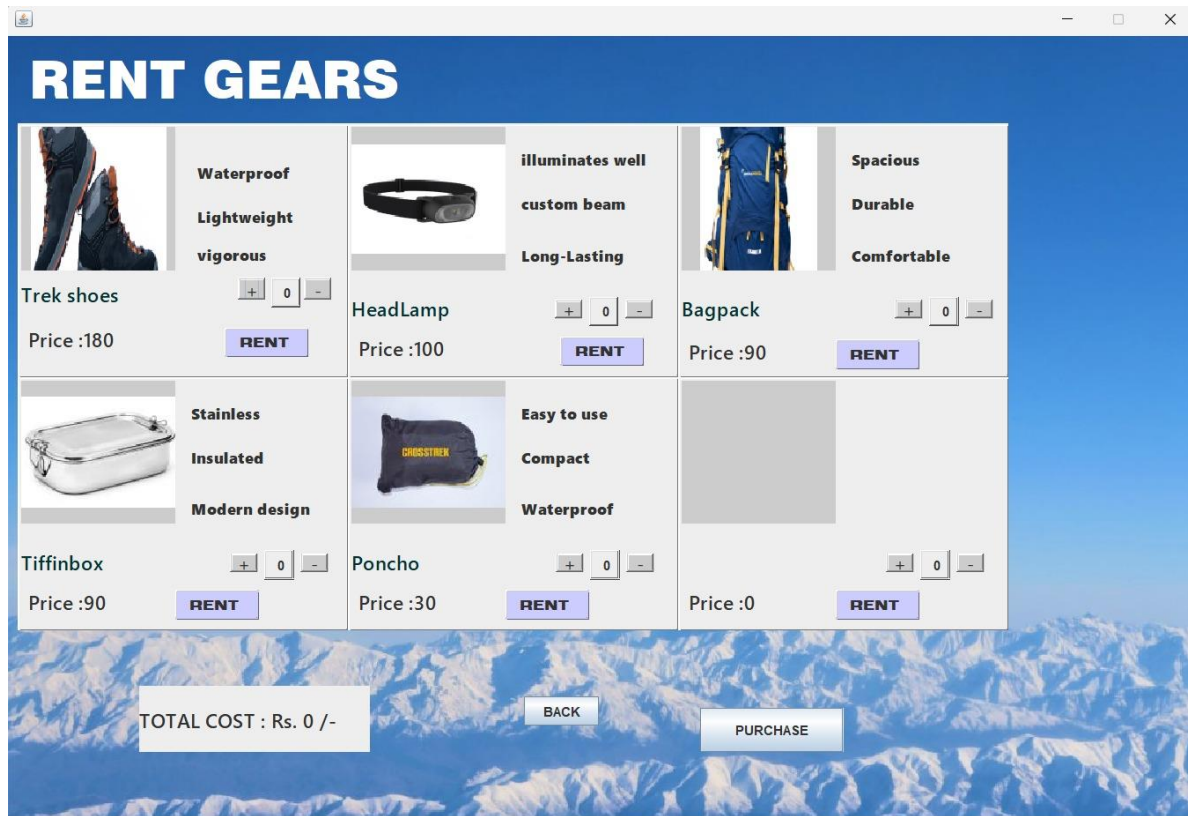 RENT GEARS
Waterproof
Lightweight
vigorous
Trek shoes
+ 0 -
Price :180
RENT
illuminates well
custom beam
Long-Lasting
HeadLamp
+ 0 -
Price :100
RENT
Spacious
Durable
Comfortable
Bagpack
+ 0 -
Price :90
RENT
Stainless
Insulated
Modern design
Tiffinbox
+ 0 -
Price :90
RENT
CROSSTREK
Easy to use
Compact
Waterproof
Poncho
+ 0 -
Price :30
RENT
+ 0 -
Price :0
RENT
TOTAL COST : Rs. 0 /-
BACK
PURCHASE